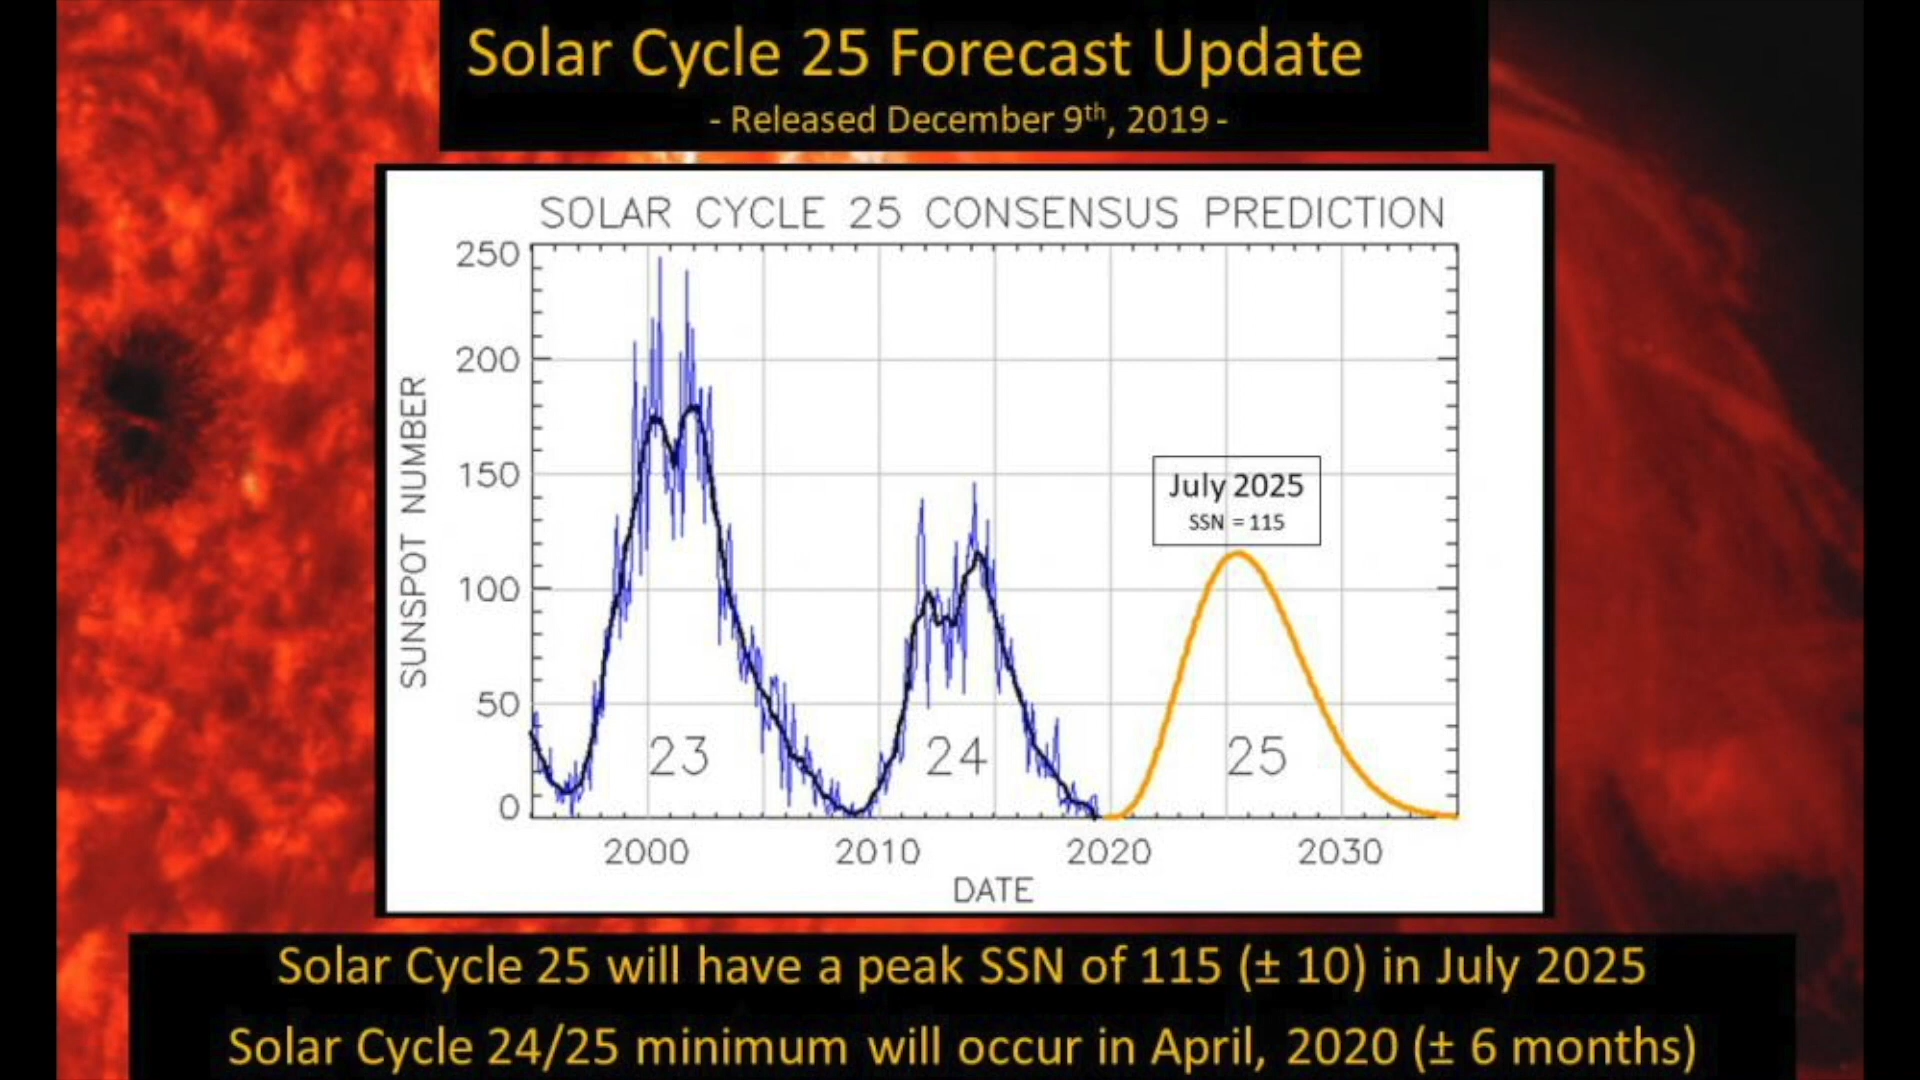 Solar Cycle 25 Forecast Update
- Released December 9th, 2019 -
SOLAR CYCLE 25 CONSENSUS PREDICTION
250
200
150
100
50
0
SUNSPOT NUMBER
July 2025
SSN = 115
23
24
25
2000
2010
2020
2030
DATE
Solar Cycle 25 will have a peak SSN of 115 (± 10) in July 2025
Solar Cycle 24/25 minimum will occur in April, 2020 (± 6 months)